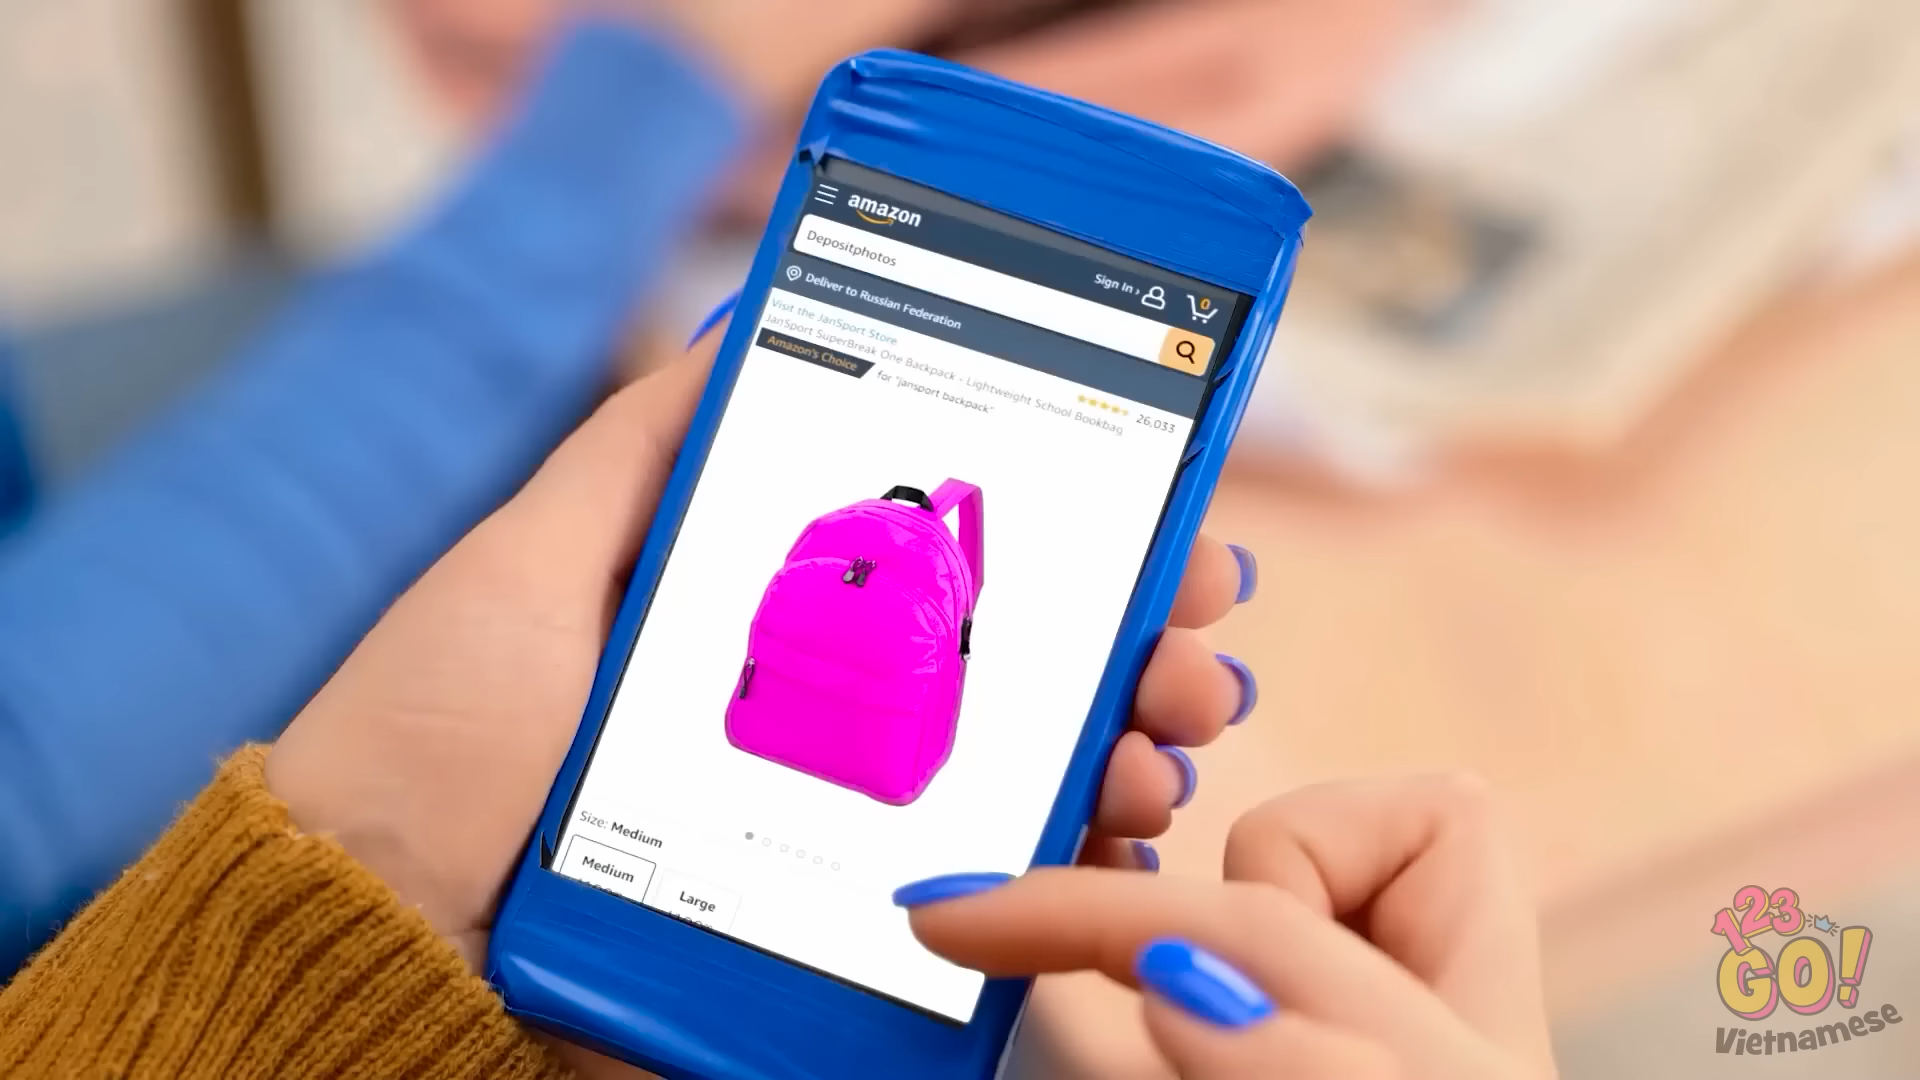 amazon
Depositphotos
Sign In ›
0
Deliver to Russian Federation
Visit the JanSport Store
JanSport SuperBreak One Backpack - Lightweight School Bookbag
Amazon's Choice
for "jansport backpack"
26,033
Size: Medium
Medium
Large
123
GO!
Vietnamese